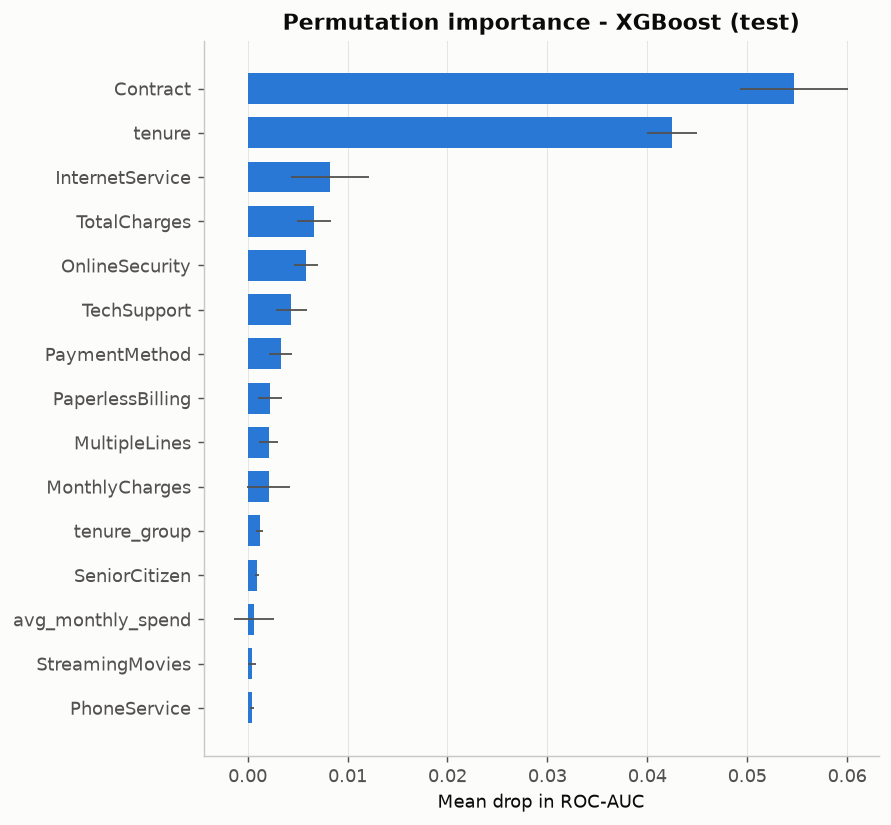 Permutation importance - XGBoost (test)
Contract
tenure
InternetService
TotalCharges
OnlineSecurity
TechSupport
PaymentMethod
PaperlessBilling
MultipleLines
MonthlyCharges
tenure_group
SeniorCitizen
avg_monthly_spend
StreamingMovies
PhoneService
0.00 0.01 0.02 0.03 0.04 0.05 0.06
Mean drop in ROC-AUC